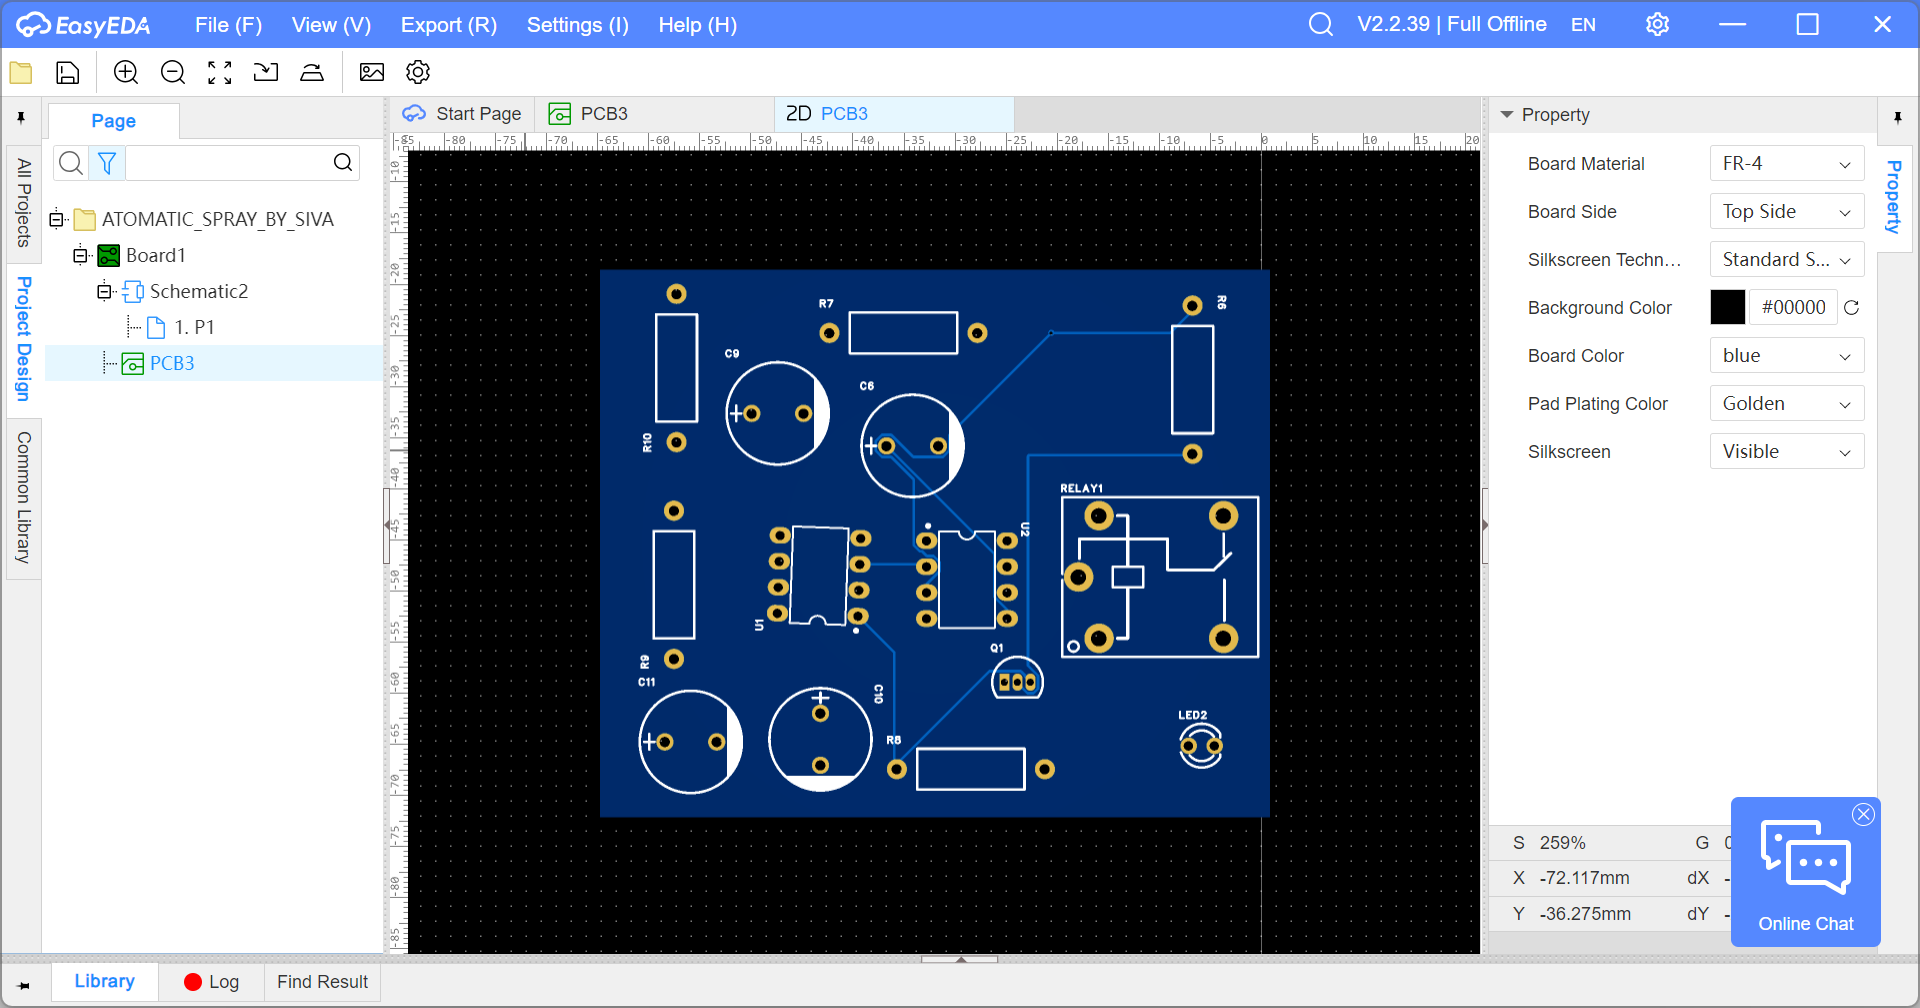 EasyEDA File (F) View (V) Export (R) Settings (I) Help (H) V2.2.39 | Full Offline EN
Page
Start Page PCB3 2D PCB3
All Projects
Project Design
Common Library
ATOMATIC_SPRAY_BY_SIVA
Board1
Schematic2
1. P1
PCB3
-85 -80 -75 -70 -65 -60 -55 -50 -45 -40 -35 -30 -25 -20 -15 -10 -5 0 5 10 15 20
-10
-15
-20
-25
-30
-35
-40
-45
-50
-55
-60
-65
-70
-75
-80
-85
R7
R6
C9
C6
R10
RELAY1
U2
U1
Q1
R9
C11
C10
LED2
R8
Property
Board Material FR-4
Board Side Top Side
Silkscreen Techn... Standard S...
Background Color #00000
Board Color blue
Pad Plating Color Golden
Silkscreen Visible
Property
S 259% G
X -72.117mm dX -
Y -36.275mm dY -
Online Chat
Library Log Find Result